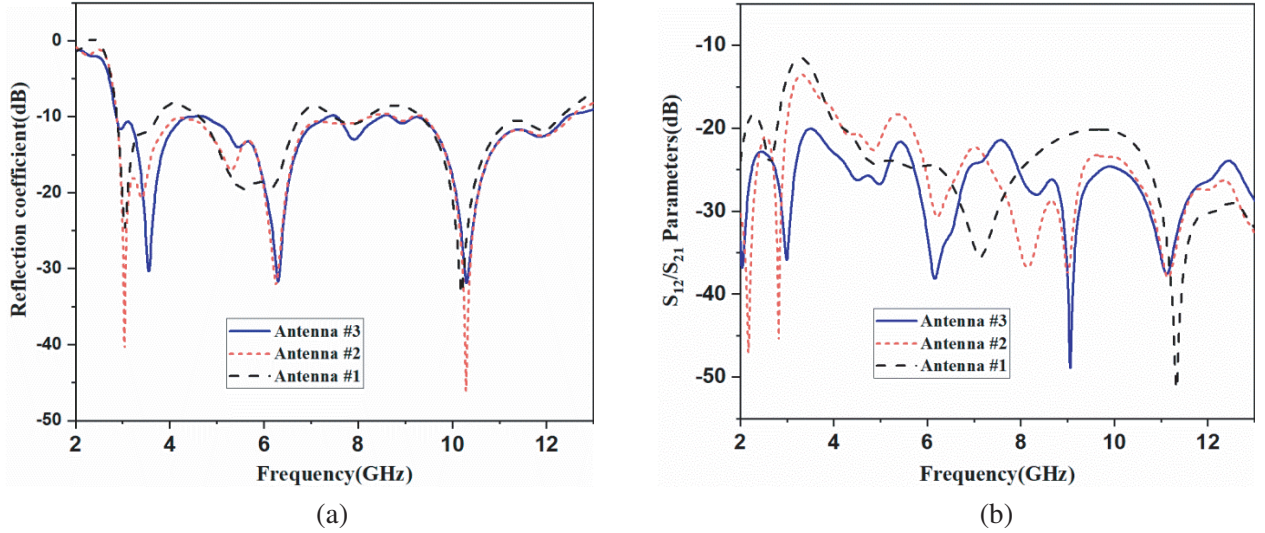 0
-10
-20
-30
-40
-50
Reflection coefficient(dB)
Antenna #3
Antenna #2
Antenna #1
2 4 6 8 10 12
Frequency(GHz)
(a)
-10
-20
-30
-40
-50
S12/S21 Parameters(dB)
Antenna #3
Antenna #2
Antenna #1
2 4 6 8 10 12
Frequency(GHz)
(b)